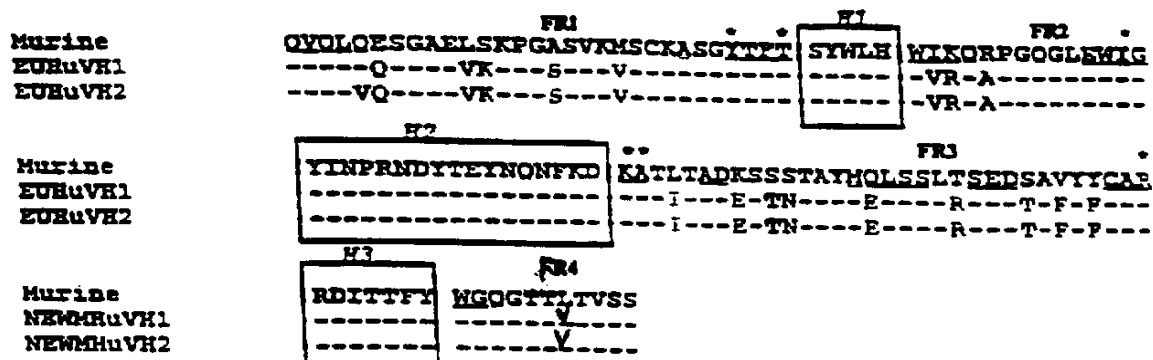 FR1 * * H1 FR2 *
Murine QVQLQESGAELSKPGASVKMSCKASGYTFT SYWLH WIKQRPGQGLEWIG
EUHuVH1 -----Q----VK---S---V---------- ----- -VR-A---------
EUHuVH2 ----VQ----VK---S---V---------- ----- -VR-A---------
H2 ** FR3 *
Murine YINPRNDYTEYNQNFKD KATLTADKSSSTAYMQLSSLTSEDSAVYYCAR
EUHuVH1 ----------------- ---I---E-TN----E----R---T-F-F---
EUHuVH2 ----------------- ---I---E-TN----E----R---T-F-F---
H3 FR4
Murine RDITTFY WGQGTTLTVSS
NEWMHuVH1 ------- ------V----
NEWMHuVH2 ------- ------V----